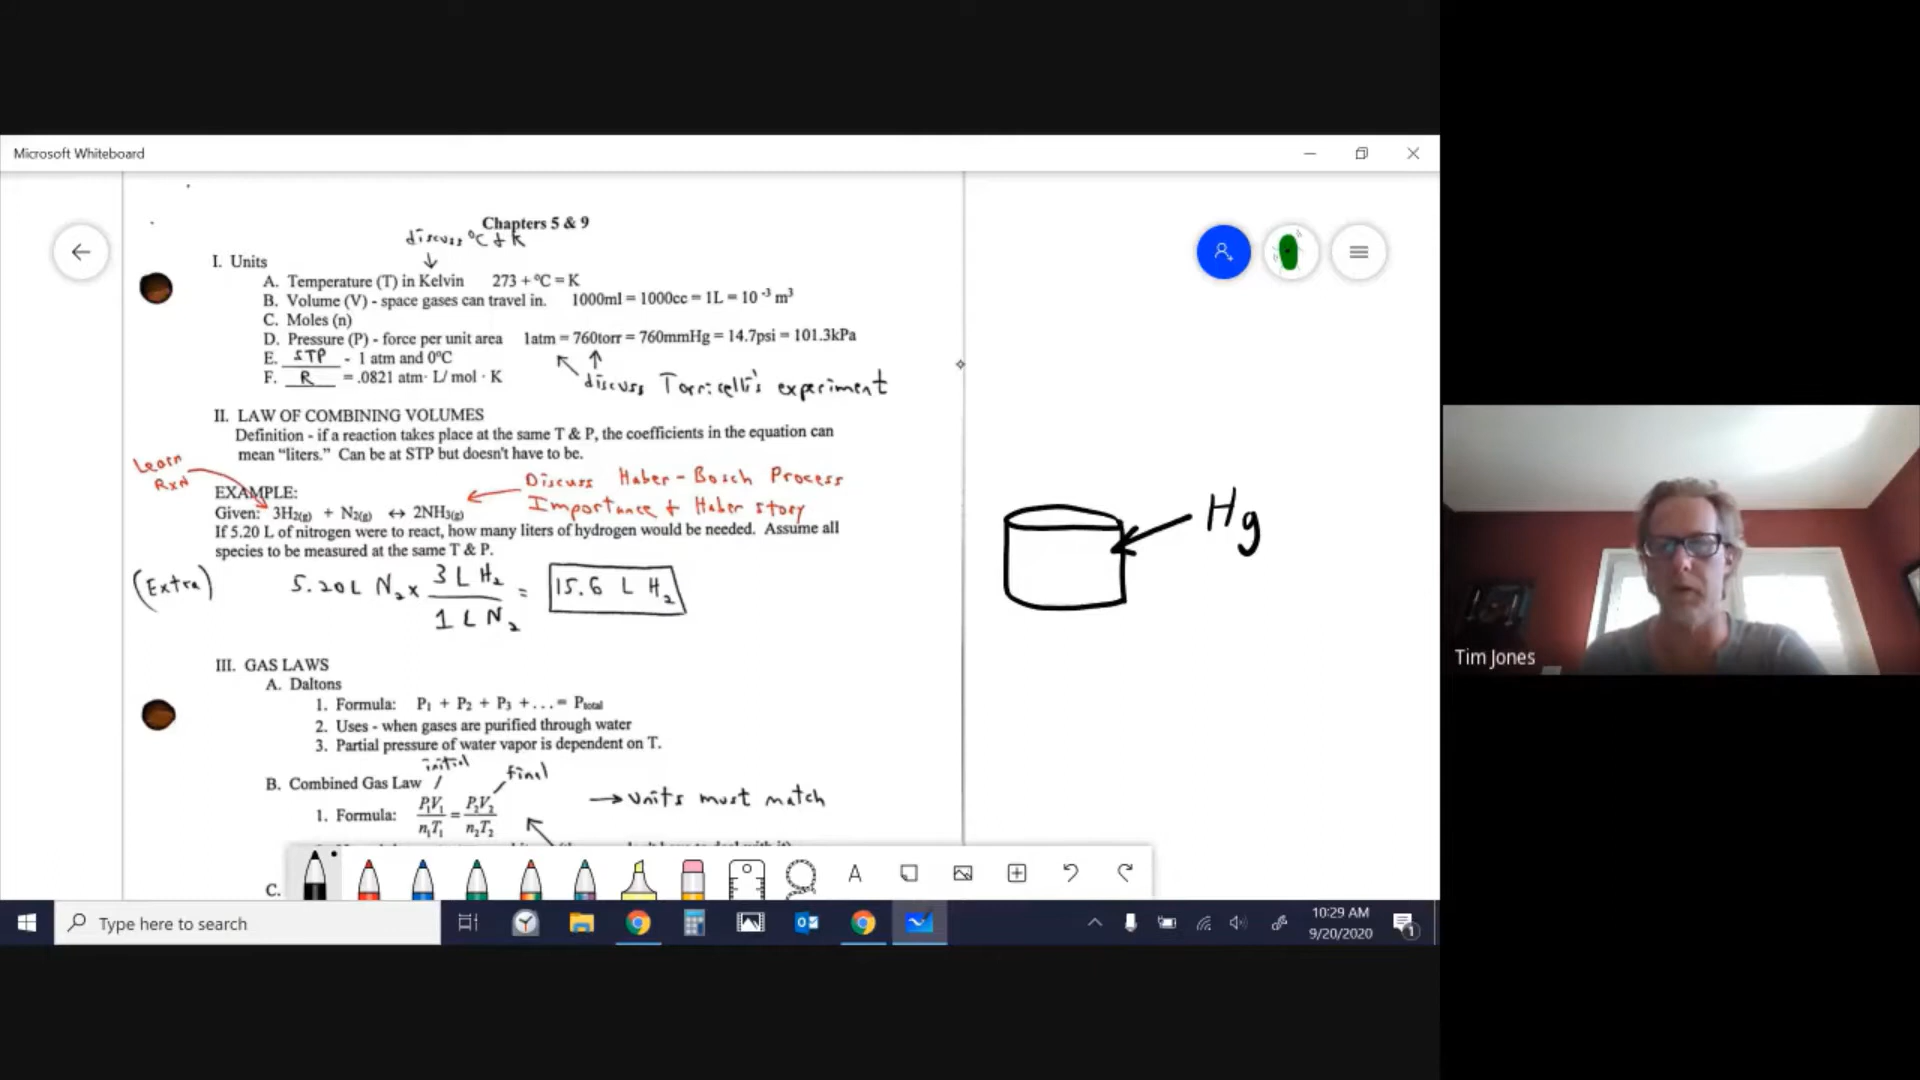 Microsoft Whiteboard
Chapters 5 & 9
discuss °C & K
I. Units
A. Temperature (T) in Kelvin 273 + °C = K
B. Volume (V) - space gases can travel in. 1000ml = 1000cc = 1L = 10⁻³ m³
C. Moles (n)
D. Pressure (P) - force per unit area 1atm = 760torr = 760mmHg = 14.7psi = 101.3kPa
E. STP - 1 atm and 0°C
F. R = .0821 atm· L/ mol · K
discuss Torricelli's experiment
II. LAW OF COMBINING VOLUMES
Definition - if a reaction takes place at the same T & P, the coefficients in the equation can
mean "liters." Can be at STP but doesn't have to be.
Learn
RxN
Discuss Haber-Bosch Process
Importance & Haber story
EXAMPLE:
Given: 3H₂(g) + N₂(g) ↔ 2NH₃(g)
If 5.20 L of nitrogen were to react, how many liters of hydrogen would be needed. Assume all
species to be measured at the same T & P.
(Extra) 5.20L N₂ x 3 L H₂ = 15.6 L H₂
1 L N₂
Hg
III. GAS LAWS
A. Daltons
1. Formula: P₁ + P₂ + P₃ + . . . = Ptotal
2. Uses - when gases are purified through water
3. Partial pressure of water vapor is dependent on T.
initial
final
B. Combined Gas Law
1. Formula: P₁V₁ = P₂V₂
n₁T₁ n₂T₂
→ units must match
C.
Tim Jones
Type here to search
10:29 AM
9/20/2020
1